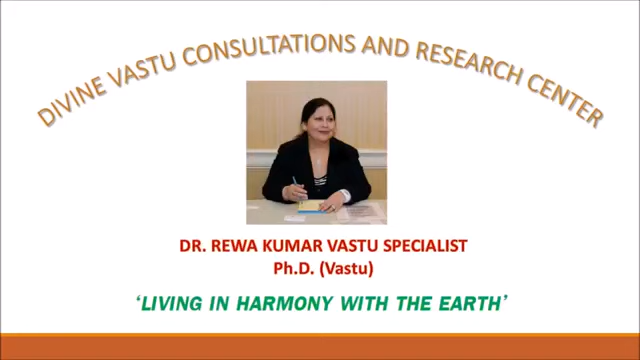 DIVINE VASTU CONSULTATIONS AND RESEARCH CENTER
DR. REWA KUMAR VASTU SPECIALIST
Ph.D. (Vastu)
‘LIVING IN HARMONY WITH THE EARTH’